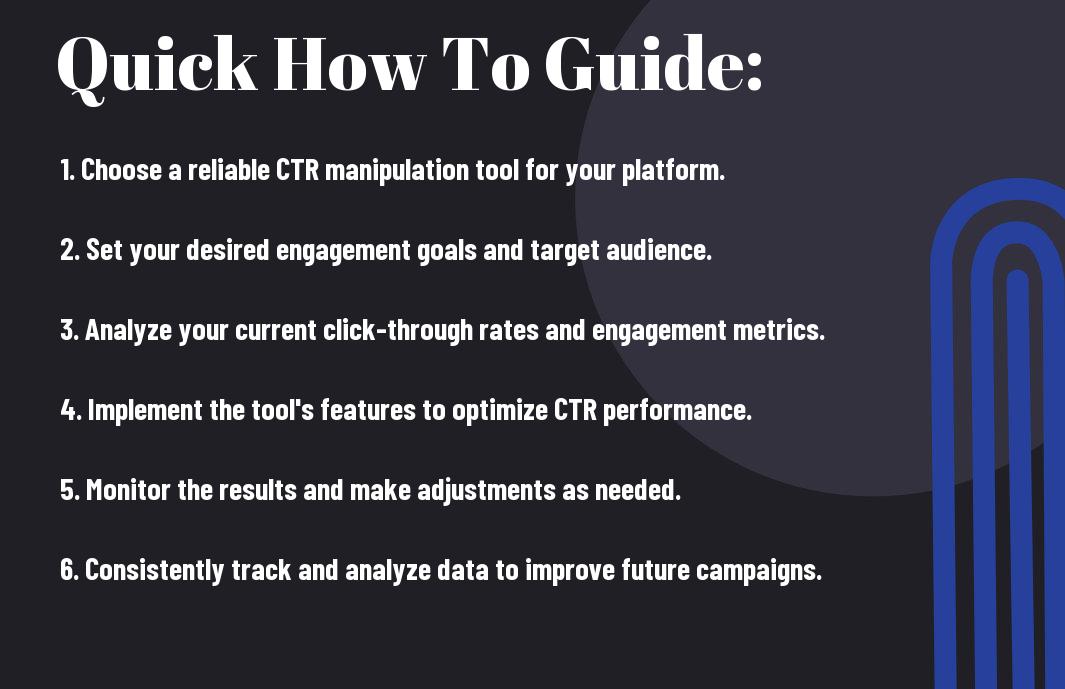 Quick How To Guide:
1. Choose a reliable CTR manipulation tool for your platform.
2. Set your desired engagement goals and target audience.
3. Analyze your current click-through rates and engagement metrics.
4. Implement the tool's features to optimize CTR performance.
5. Monitor the results and make adjustments as needed.
6. Consistently track and analyze data to improve future campaigns.